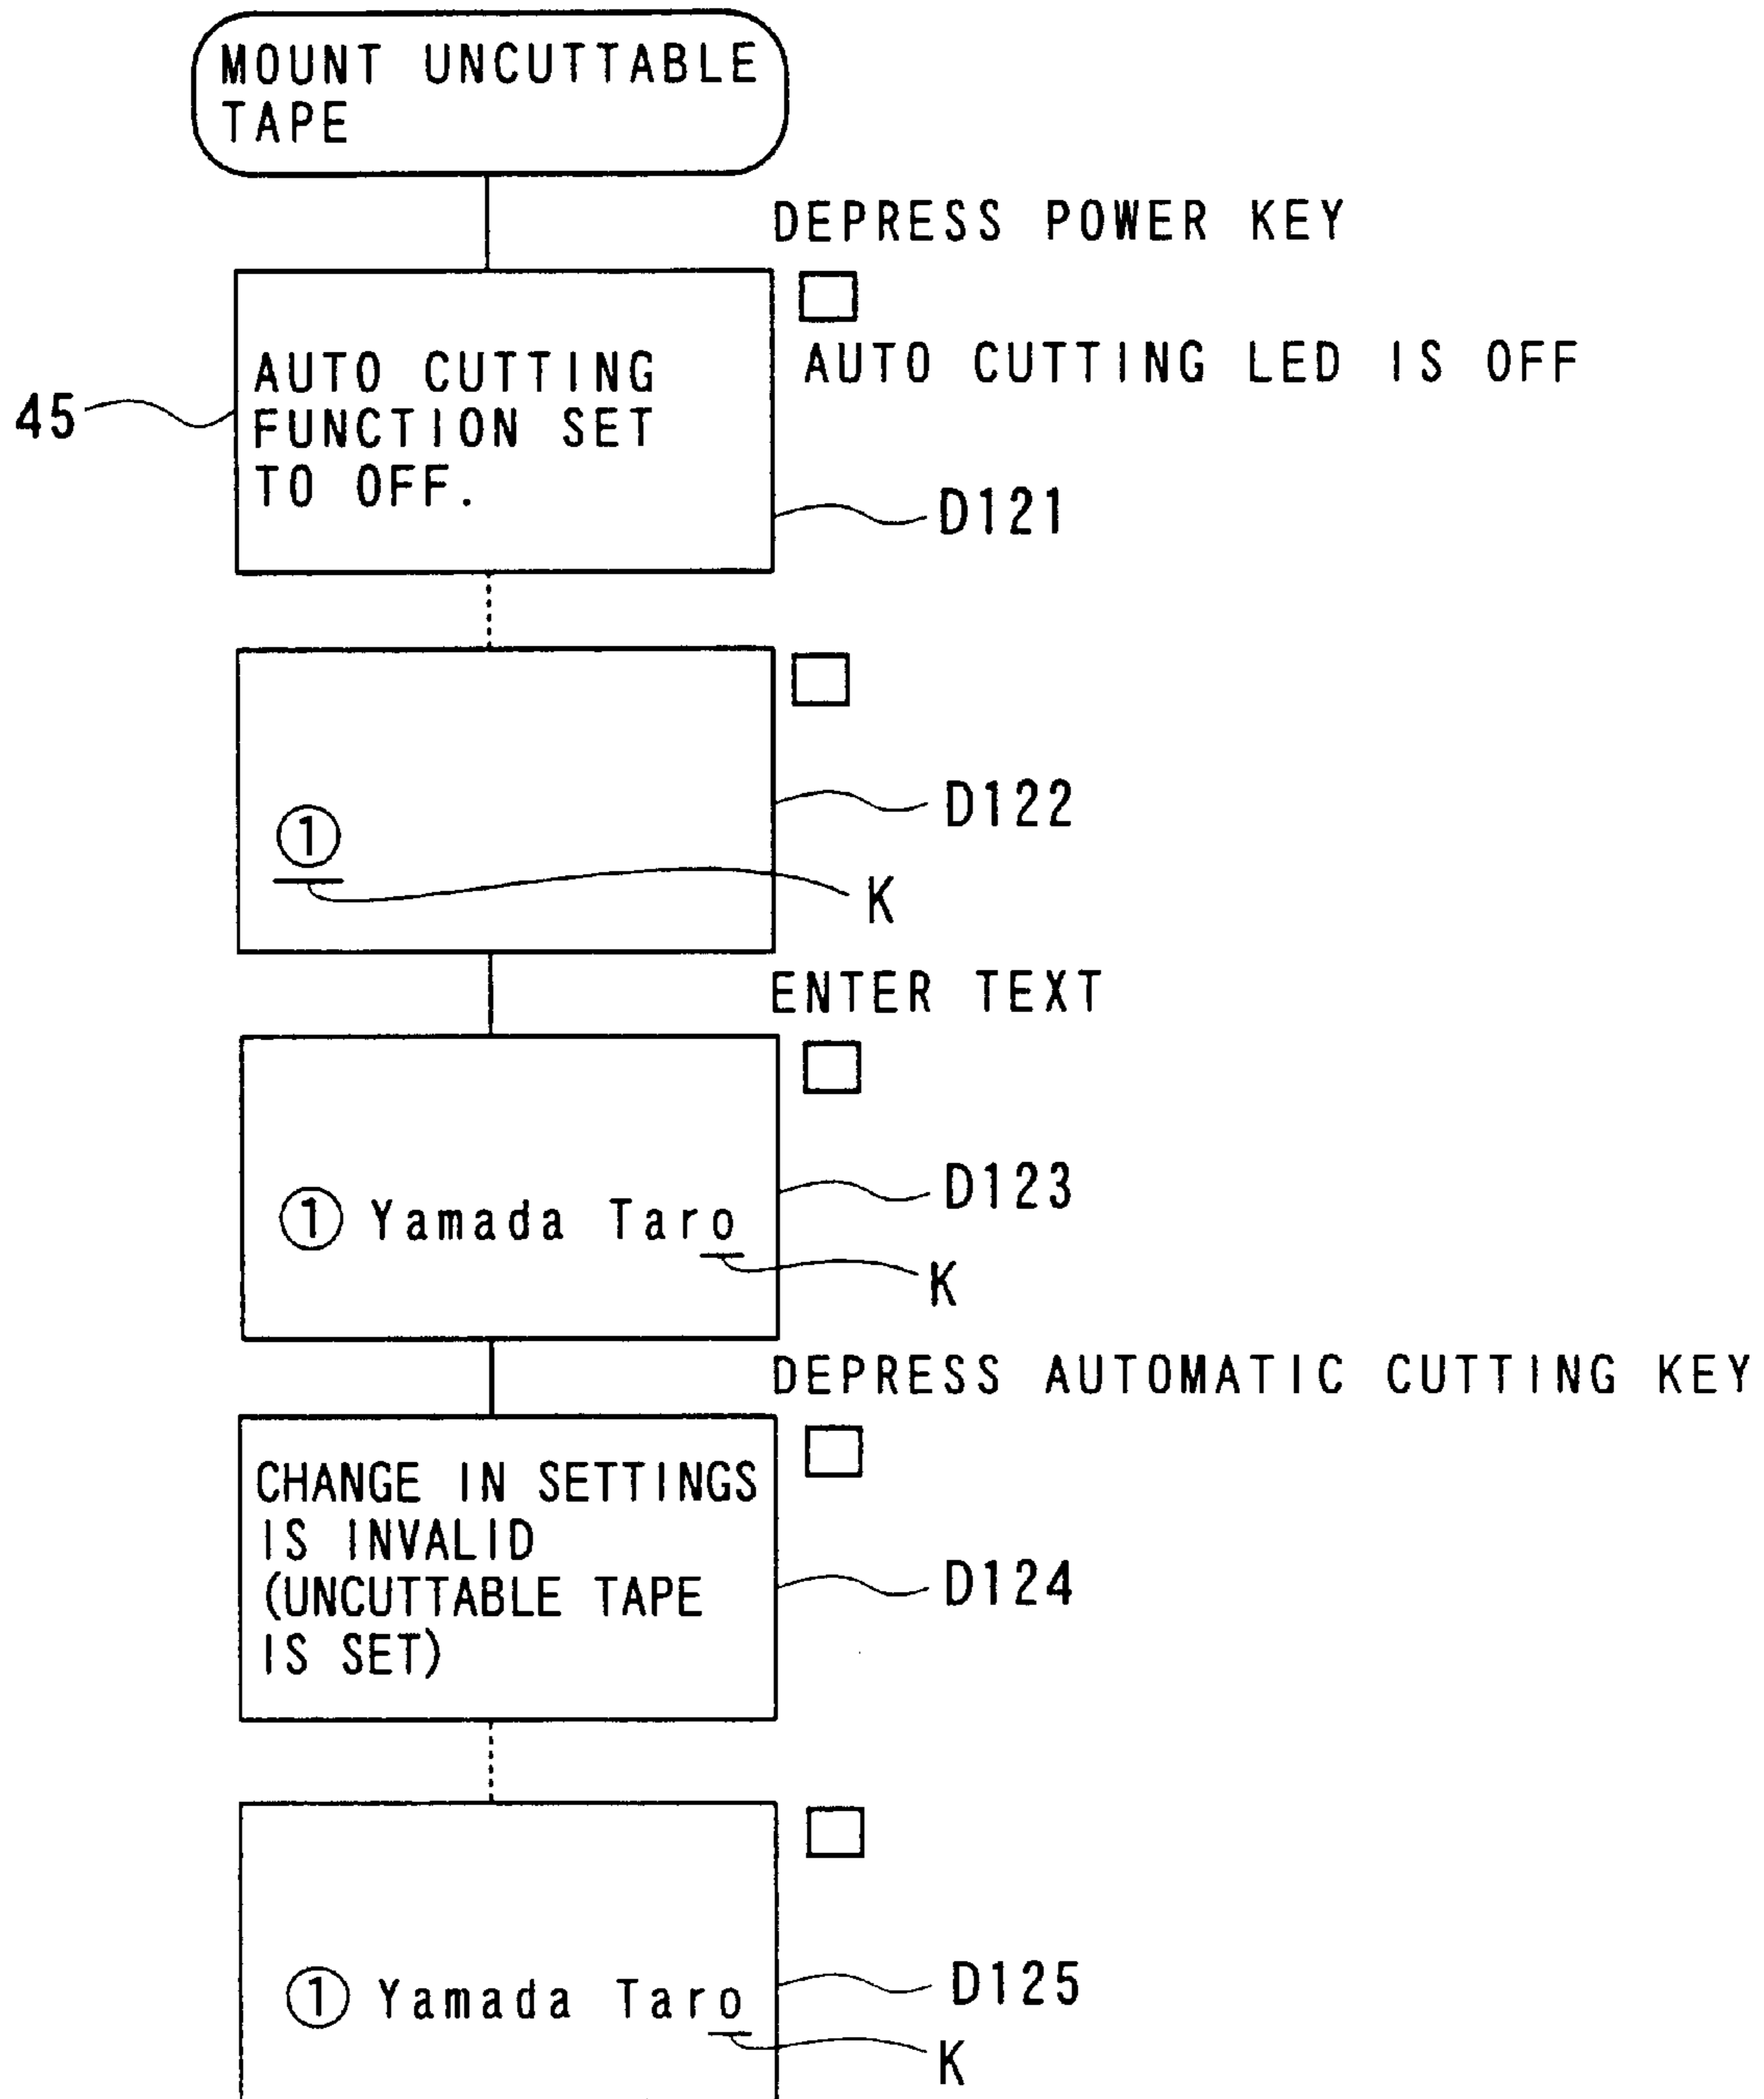 MOUNT UNCUTTABLE
TAPE
DEPRESS POWER KEY
AUTO CUTTING LED IS OFF
AUTO CUTTING
FUNCTION SET
TO OFF.
45
D121
D122
①
K
ENTER TEXT
D123
① Yamada Taro
K
DEPRESS AUTOMATIC CUTTING KEY
CHANGE IN SETTINGS
IS INVALID
(UNCUTTABLE TAPE
IS SET)
D124
D125
① Yamada Taro
K